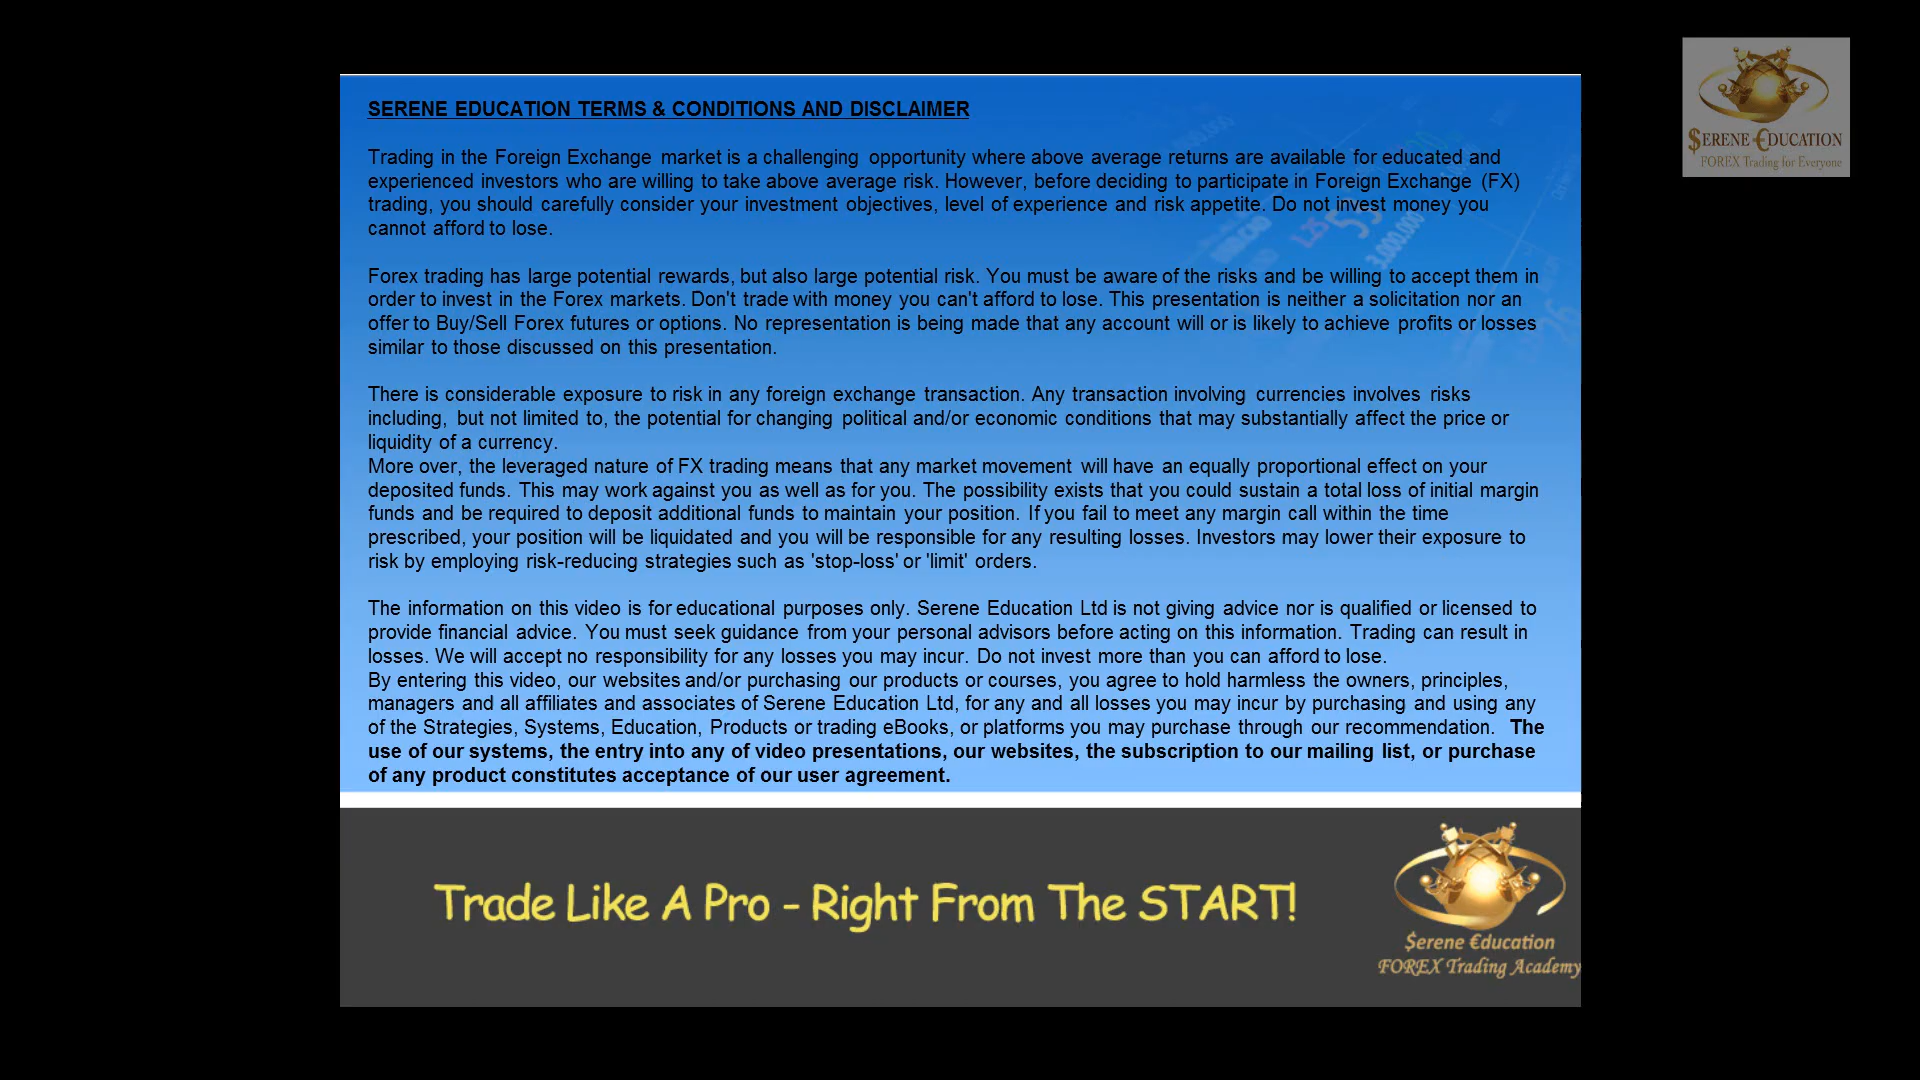 SERENE EDUCATION TERMS & CONDITIONS AND DISCLAIMER
Trading in the Foreign Exchange market is a challenging opportunity where above average returns are available for educated and
experienced investors who are willing to take above average risk. However, before deciding to participate in Foreign Exchange (FX)
trading, you should carefully consider your investment objectives, level of experience and risk appetite. Do not invest money you
cannot afford to lose.
Forex trading has large potential rewards, but also large potential risk. You must be aware of the risks and be willing to accept them in
order to invest in the Forex markets. Don't trade with money you can't afford to lose. This presentation is neither a solicitation nor an
offer to Buy/Sell Forex futures or options. No representation is being made that any account will or is likely to achieve profits or losses
similar to those discussed on this presentation.
There is considerable exposure to risk in any foreign exchange transaction. Any transaction involving currencies involves risks
including, but not limited to, the potential for changing political and/or economic conditions that may substantially affect the price or
liquidity of a currency.
More over, the leveraged nature of FX trading means that any market movement will have an equally proportional effect on your
deposited funds. This may work against you as well as for you. The possibility exists that you could sustain a total loss of initial margin
funds and be required to deposit additional funds to maintain your position. If you fail to meet any margin call within the time
prescribed, your position will be liquidated and you will be responsible for any resulting losses. Investors may lower their exposure to
risk by employing risk-reducing strategies such as 'stop-loss' or 'limit' orders.
The information on this video is for educational purposes only. Serene Education Ltd is not giving advice nor is qualified or licensed to
provide financial advice. You must seek guidance from your personal advisors before acting on this information. Trading can result in
losses. We will accept no responsibility for any losses you may incur. Do not invest more than you can afford to lose.
By entering this video, our websites and/or purchasing our products or courses, you agree to hold harmless the owners, principles,
managers and all affiliates and associates of Serene Education Ltd, for any and all losses you may incur by purchasing and using any
of the Strategies, Systems, Education, Products or trading eBooks, or platforms you may purchase through our recommendation. The
use of our systems, the entry into any of video presentations, our websites, the subscription to our mailing list, or purchase
of any product constitutes acceptance of our user agreement.
Trade Like A Pro - Right From The START!
$erene €ducation
FOREX Trading Academy
$ERENE €DUCATION
FOREX Trading for Everyone
3.000.000
1.25